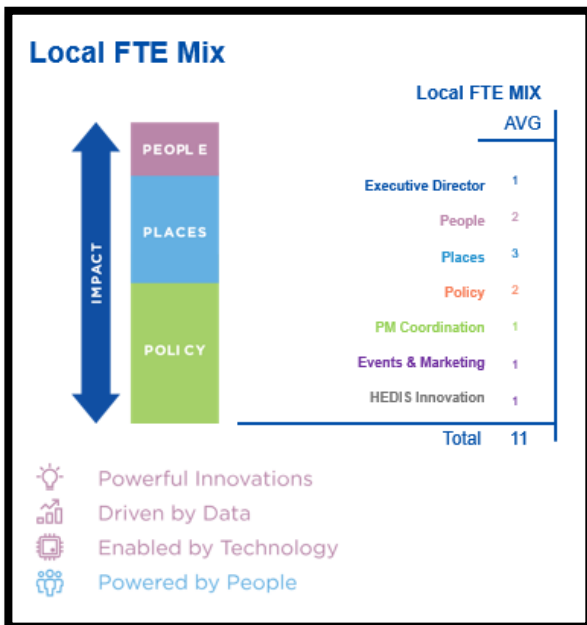 Local FTE Mix
Local FTE MIX
AVG
PEOPLE
PLACES
POLICY
IMPACT
Executive Director 1
People 2
Places 3
Policy 2
PM Coordination 1
Events & Marketing 1
HEDIS Innovation 1
Total 11
Powerful Innovations
Driven by Data
Enabled by Technology
Powered by People